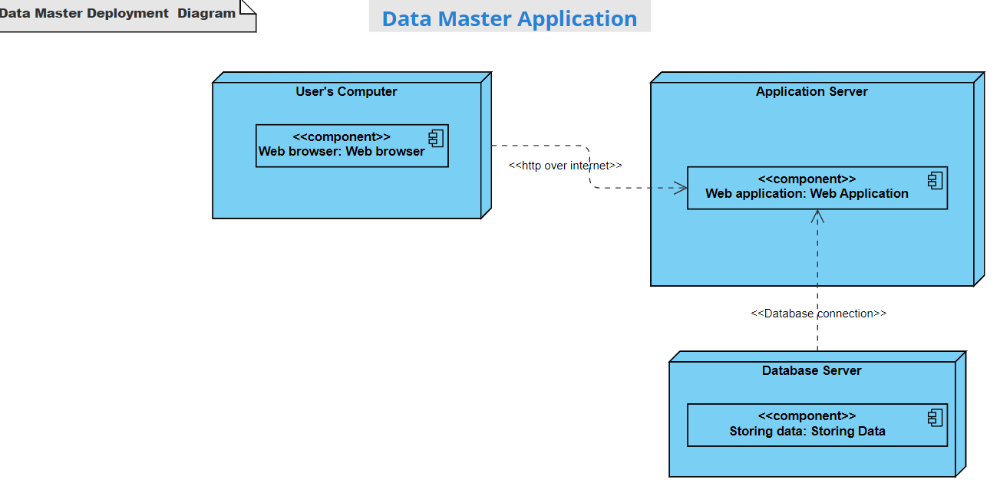 Data Master Deployment Diagram
Data Master Application
User's Computer
<<component>>
Web browser: Web browser
<<http over internet>>
Application Server
<<component>>
Web application: Web Application
<<Database connection>>
Database Server
<<component>>
Storing data: Storing Data